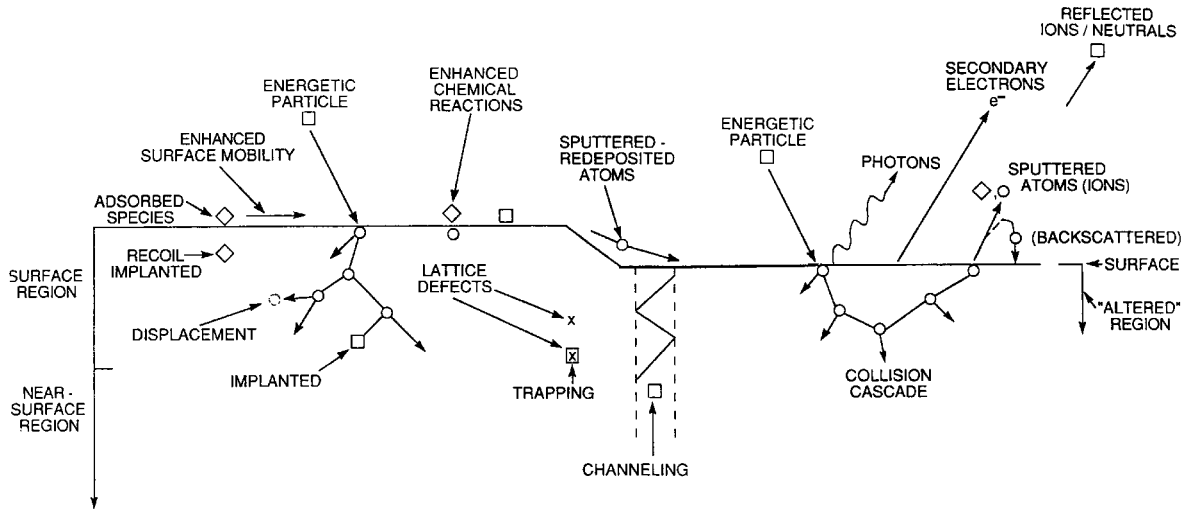 REFLECTED
IONS / NEUTRALS
ENERGETIC
PARTICLE
ENHANCED
CHEMICAL
REACTIONS
SECONDARY
ELECTRONS
e–
ENHANCED
SURFACE MOBILITY
SPUTTERED -
REDEPOSITED
ATOMS
ENERGETIC
PARTICLE
PHOTONS
SPUTTERED
ATOMS (IONS)
ADSORBED
SPECIES
RECOIL
IMPLANTED
(BACKSCATTERED)
SURFACE
SURFACE
REGION
LATTICE
DEFECTS
x
x
"ALTERED"
REGION
DISPLACEMENT
IMPLANTED
TRAPPING
COLLISION
CASCADE
NEAR -
SURFACE
REGION
CHANNELING